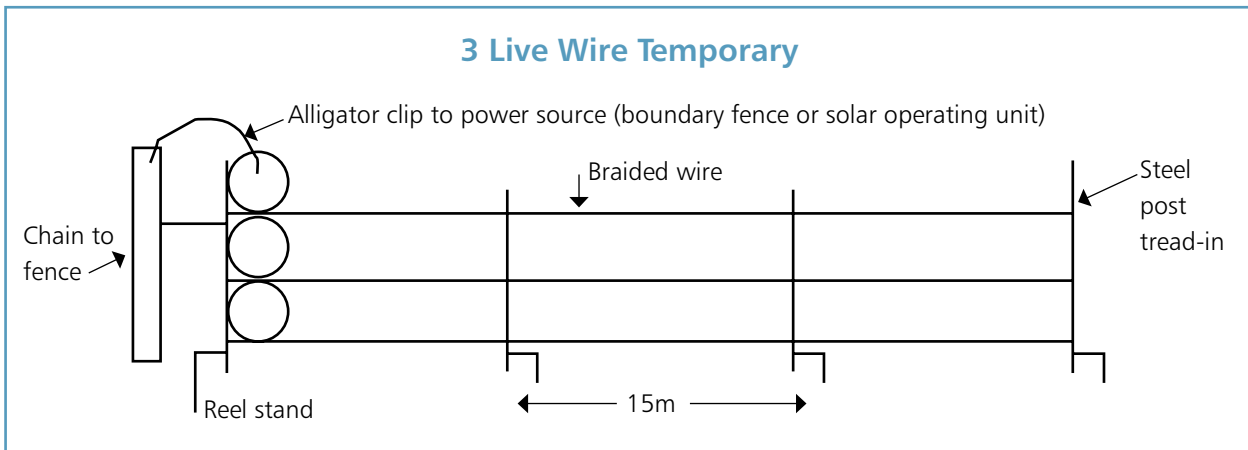 3 Live Wire Temporary
Alligator clip to power source (boundary fence or solar operating unit)
Braided wire
Steel
post
tread-in
Chain to
fence
Reel stand
15m